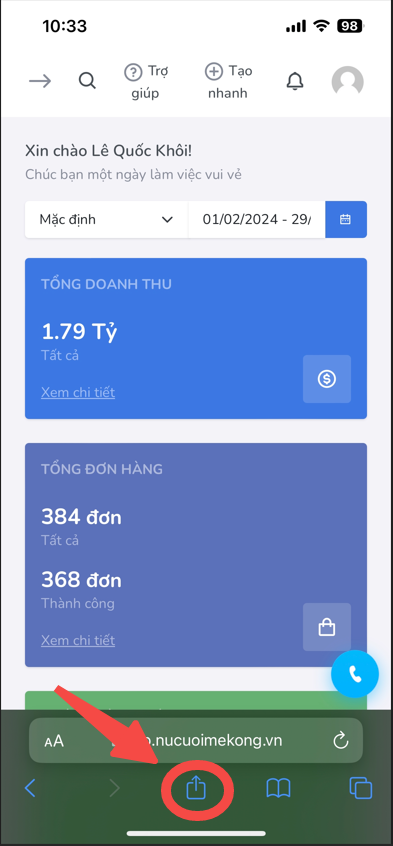 10:33
98
Trợ
giúp
Tạo
nhanh
Xin chào Lê Quốc Khôi!
Chúc bạn một ngày làm việc vui vẻ
Mặc định
01/02/2024 - 29/
TỔNG DOANH THU
1.79 Tỷ
Tất cả
Xem chi tiết
TỔNG ĐƠN HÀNG
384 đơn
Tất cả
368 đơn
Thành công
Xem chi tiết
AA
.nucuoimekong.vn